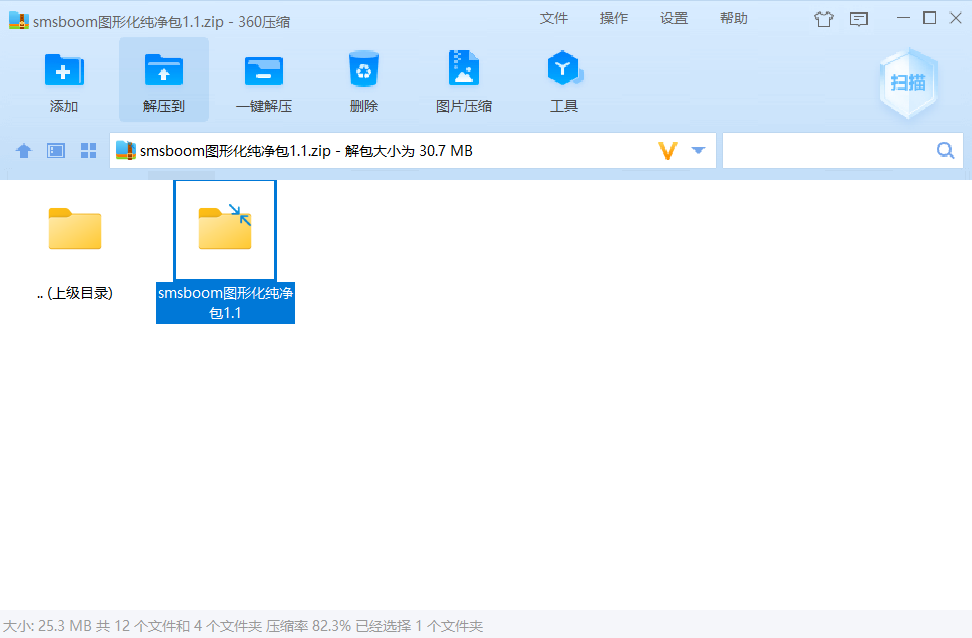 smsboom图形化纯净包1.1.zip - 360压缩
文件 操作 设置 帮助
添加 解压到 一键解压 删除 图片压缩 工具
扫描
smsboom图形化纯净包1.1.zip - 解包大小为 30.7 MB
.. (上级目录)
smsboom图形化纯净
包1.1
大小: 25.3 MB 共 12 个文件和 4 个文件夹 压缩率 82.3% 已经选择 1 个文件夹